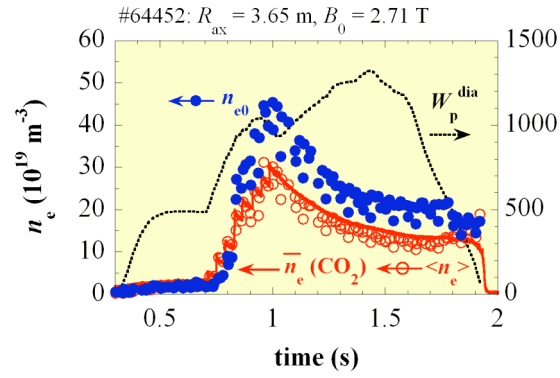 #64452: R_ax = 3.65 m, B_0 = 2.71 T
60
50
40
30
20
10
0
n_e (10^19 m^-3)
n_e0
W_p^dia
1500
1000
500
0
n̅_e (CO_2)
<n_e>
0.5
1
1.5
2
time (s)